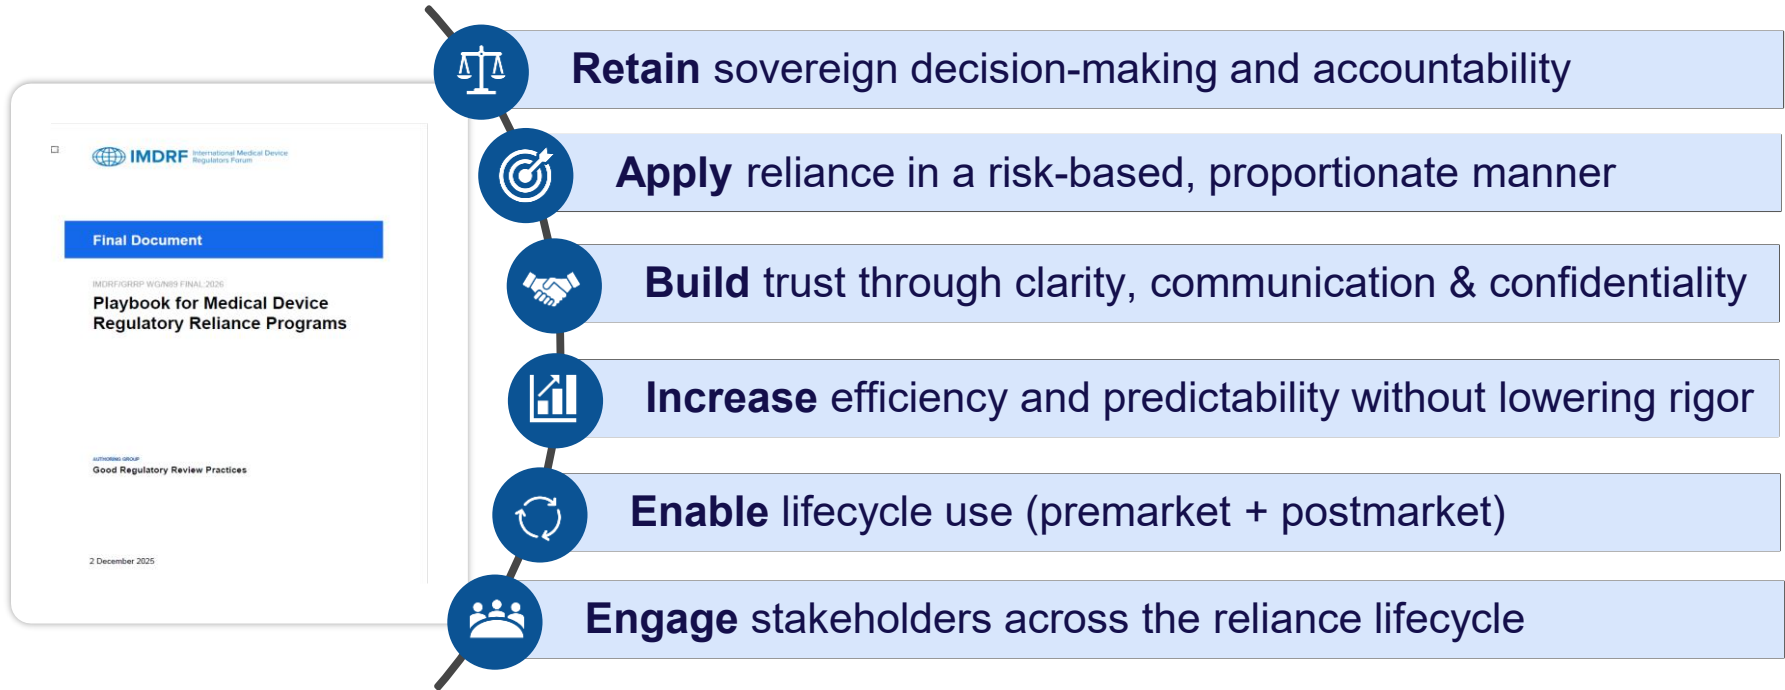 IMDRF International Medical Device
Regulators Forum
Final Document
IMDRF/GRRP WG/N89 FINAL:2026
Playbook for Medical Device
Regulatory Reliance Programs
AUTHORING GROUP
Good Regulatory Review Practices
2 December 2025
Retain sovereign decision-making and accountability
Apply reliance in a risk-based, proportionate manner
Build trust through clarity, communication & confidentiality
Increase efficiency and predictability without lowering rigor
Enable lifecycle use (premarket + postmarket)
Engage stakeholders across the reliance lifecycle